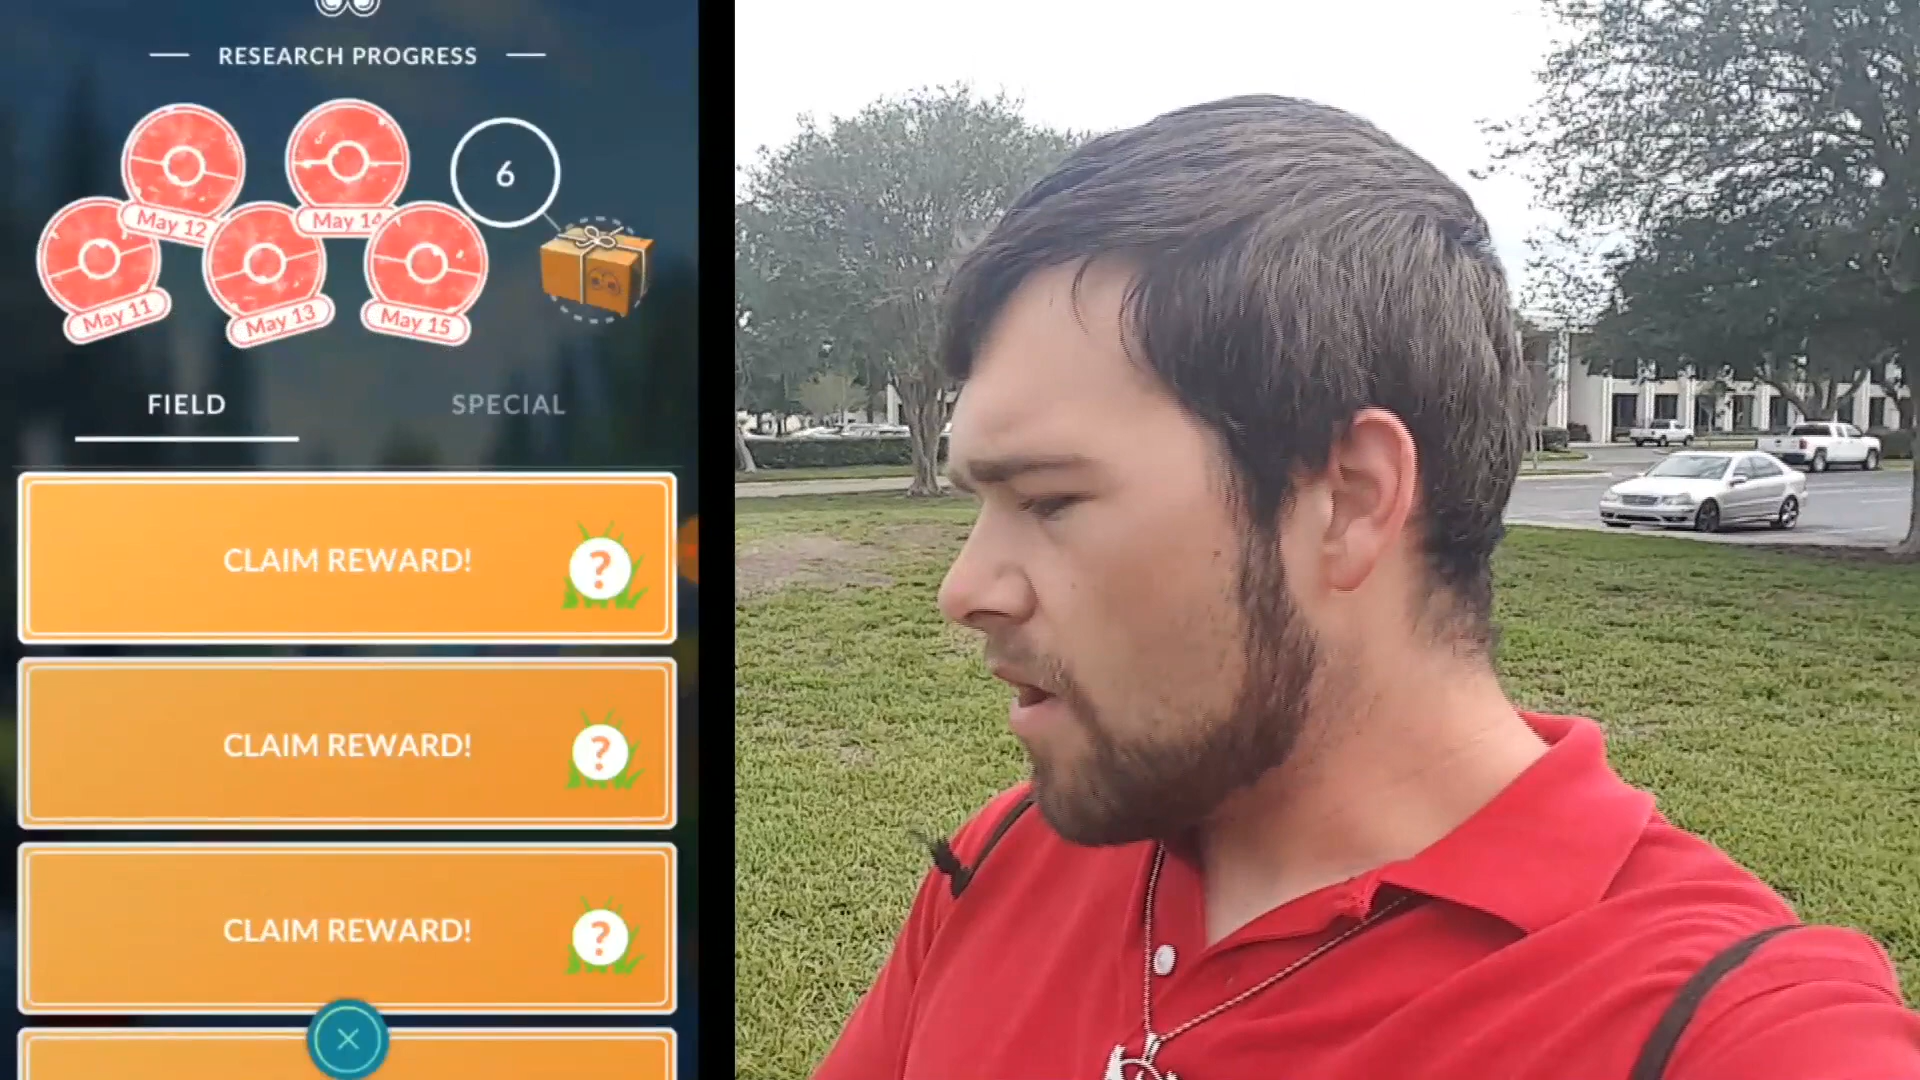 RESEARCH PROGRESS
6
May 12
May 14
May 11
May 13
May 15
FIELD
SPECIAL
CLAIM REWARD!
?
CLAIM REWARD!
?
CLAIM REWARD!
?